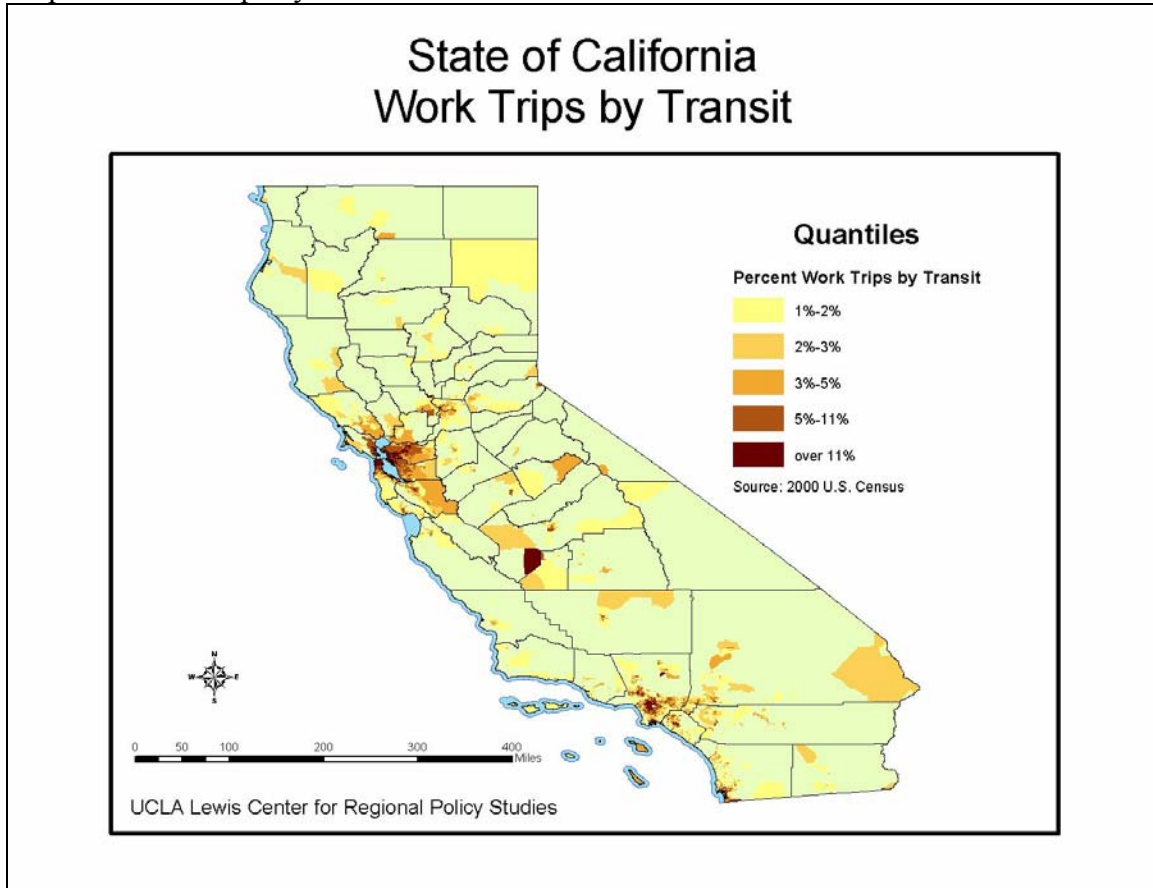 State of California
Work Trips by Transit
Quantiles
Percent Work Trips by Transit
1%-2%
2%-3%
3%-5%
5%-11%
over 11%
Source: 2000 U.S. Census
N
W E
S
0 50 100 200 300 400
Miles
UCLA Lewis Center for Regional Policy Studies